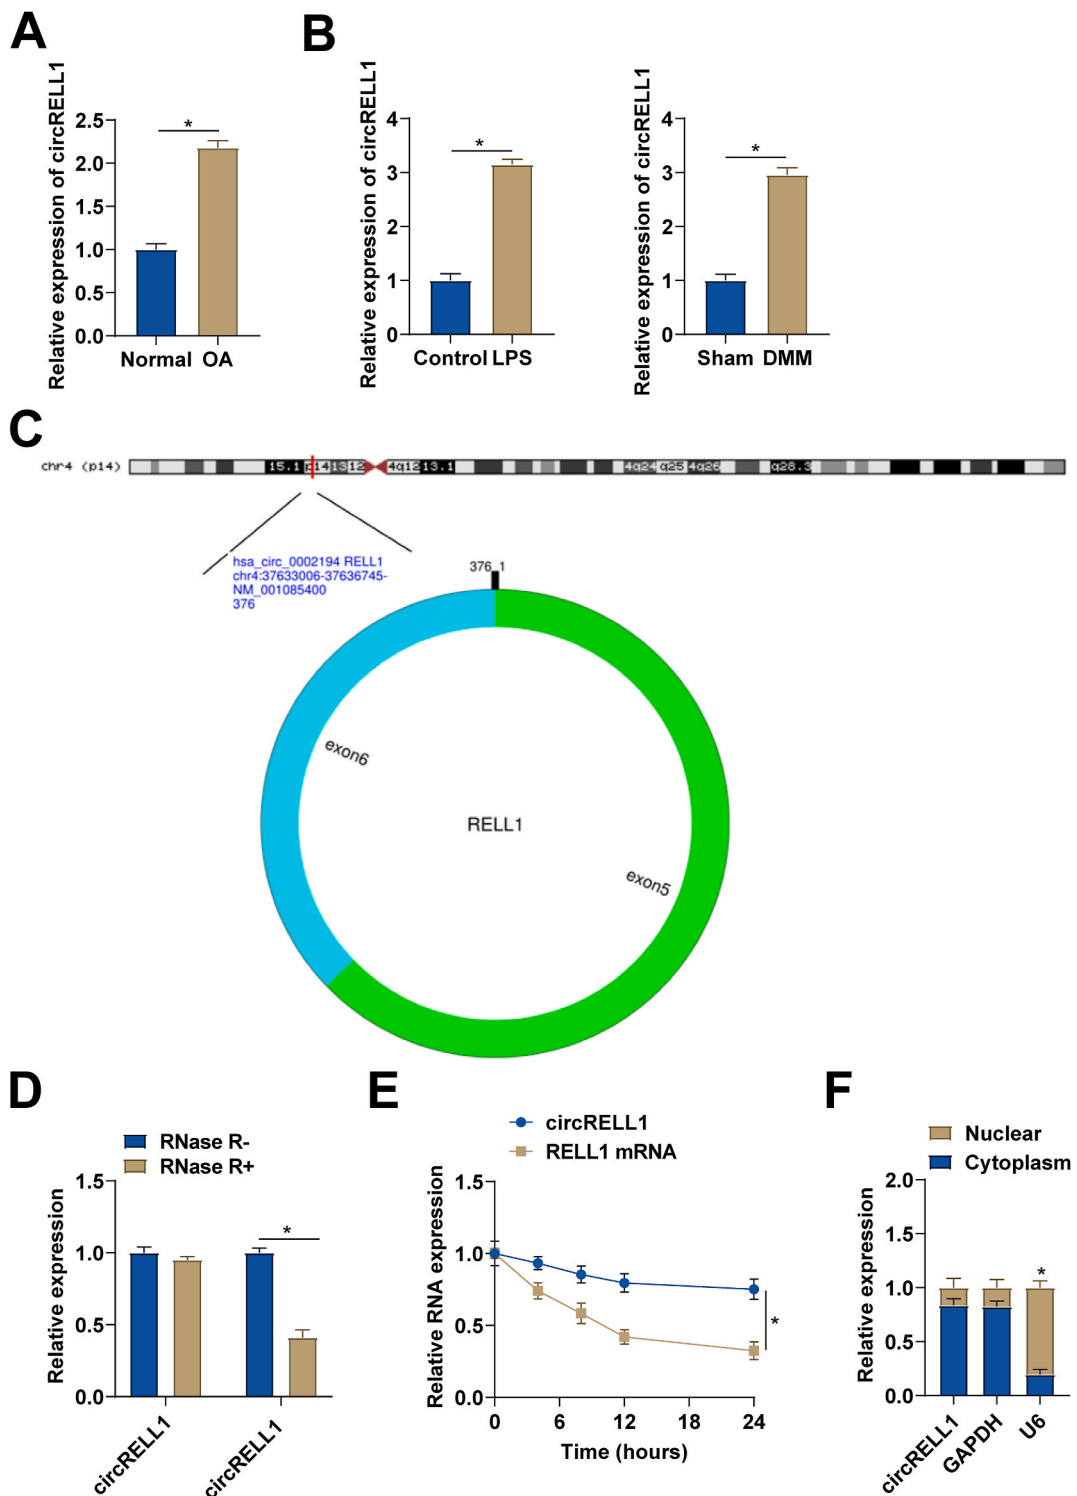 A
Relative expression of circRELL1
2.5
2.0
1.5
1.0
0.5
0.0
*
Normal OA
B
Relative expression of circRELL1
4
3
2
1
0
*
Control LPS
Relative expression of circRELL1
4
3
2
1
0
*
Sham DMM
C
chr4 (p14) 15.1 p14 13 12 4q12 13.1 4q24 q25 4q26 q28.3
hsa_circ_0002194 RELL1
chr4:37633006-37636745-
NM_001085400
376
376 1
exon6
RELL1
exon5
D
RNase R-
RNase R+
Relative expression
1.5
1.0
0.5
0.0
*
circRELL1
circRELL1
E
circRELL1
RELL1 mRNA
Relative RNA expression
1.5
1.0
0.5
0.0
*
0 6 12 18 24
Time (hours)
F
Nuclear
Cytoplasm
Relative expression
2.0
1.5
1.0
0.5
0.0
*
circRELL1
GAPDH
U6